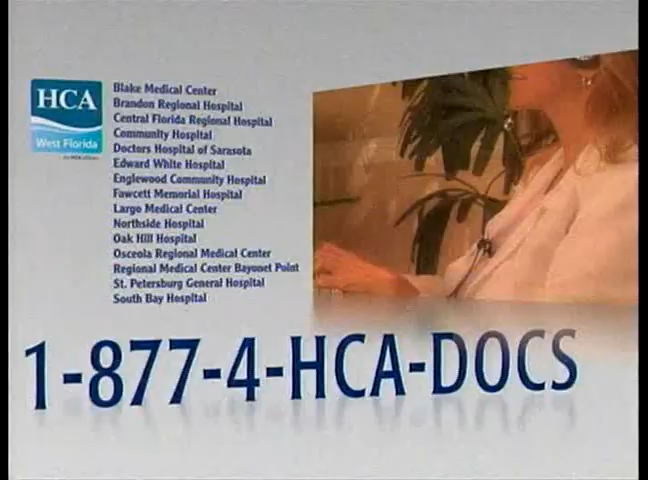 HCA
West Florida
Blake Medical Center
Brandon Regional Hospital
Central Florida Regional Hospital
Community Hospital
Doctors Hospital of Sarasota
Edward White Hospital
Englewood Community Hospital
Fawcett Memorial Hospital
Largo Medical Center
Northside Hospital
Oak Hill Hospital
Osceola Regional Medical Center
Regional Medical Center Bayonet Point
St. Petersburg General Hospital
South Bay Hospital
1-877-4-HCA-DOCS